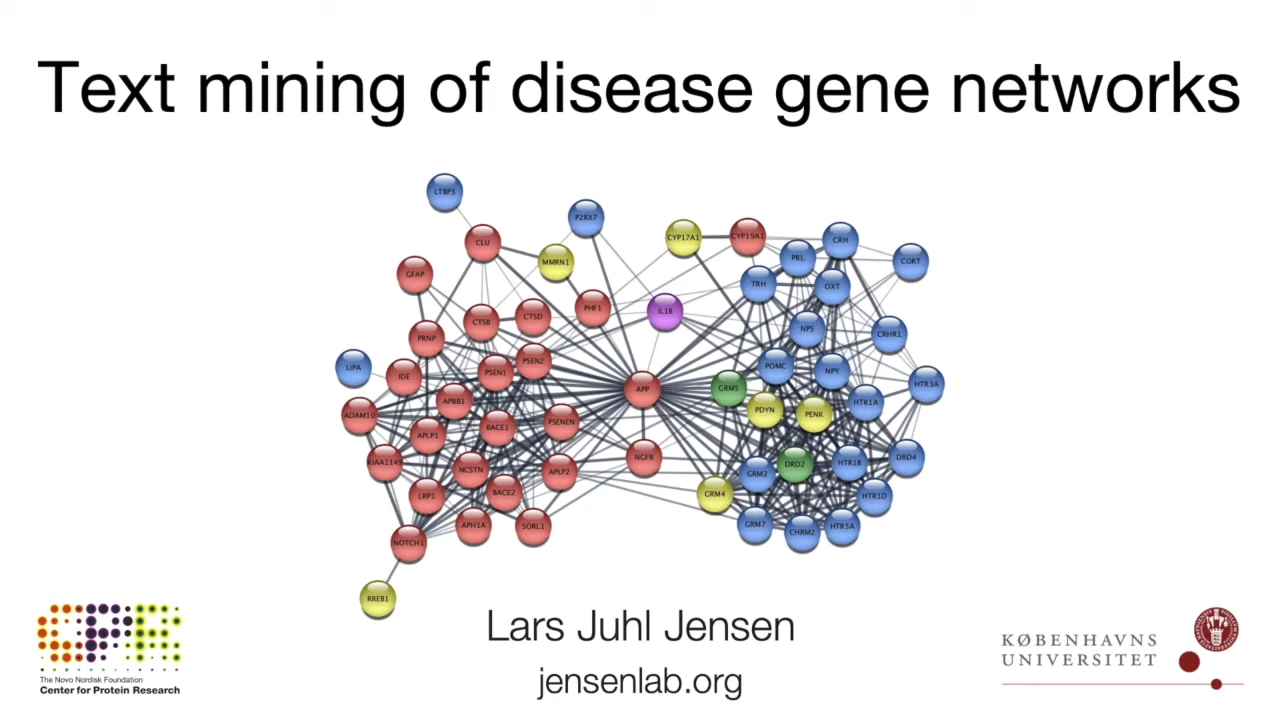 Text mining of disease gene networks
LTBP3
P2RX7
CLU
CYP17A1
CYP19A1
CRH
MMRN1
PRL
CORT
GFAP
TRH
OXT
PHF1
IL1B
CTSB
CTSD
NPS
CRHR1
PRNP
LIPA
IDE
PSEN1
PSEN2
POMC
NPY
APP
GRM5
HTR3A
APBB1
HTR1A
ADAM10
PDYN
PENK
BACE1
PSENEN
APLP1
KIAA1149
NCSTN
APLP2
NGFR
GRM2
DRD2
HTR1B
DRD4
LRP1
BACE2
GRM4
HTR1D
NOTCH1
APH1A
SORL1
GRM7
CHRM2
HTR5A
RREB1
Lars Juhl Jensen
jensenlab.org
CPR
The Novo Nordisk Foundation
Center for Protein Research
KØBENHAVNS
UNIVERSITET